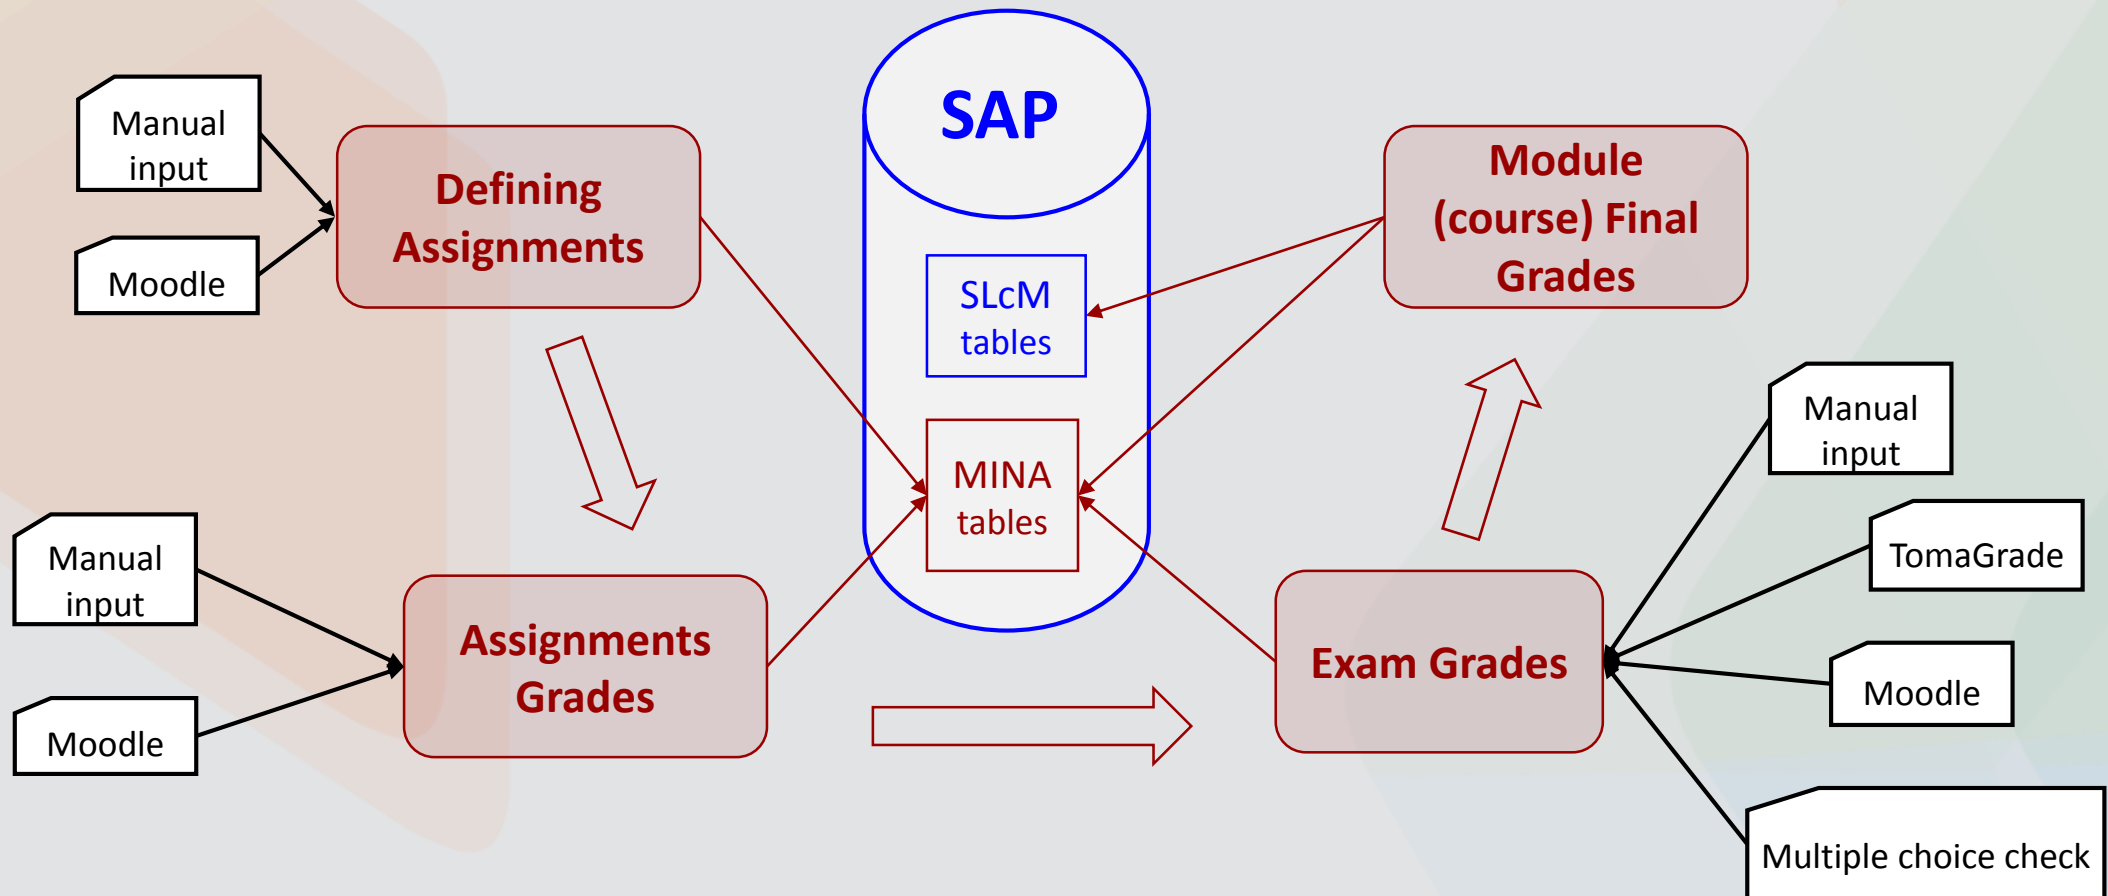 Manual
input
Moodle
Defining
Assignments
SAP
SLcM
tables
MINA
tables
Module
(course) Final
Grades
Manual
input
Moodle
Assignments
Grades
Exam Grades
Manual
input
TomaGrade
Moodle
Multiple choice check